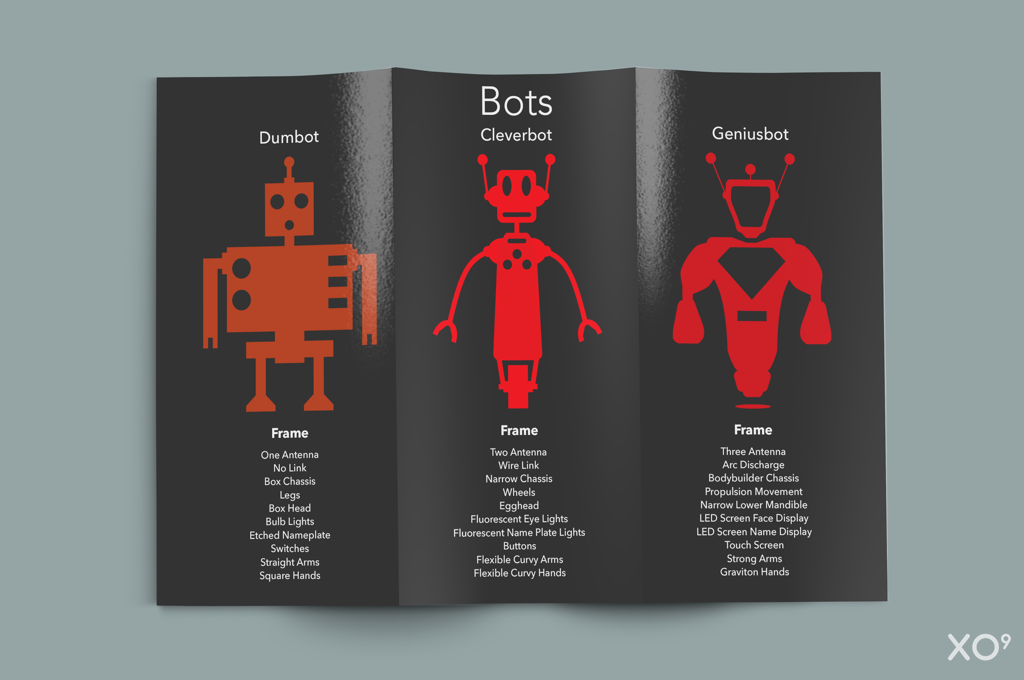 Bots
Dumbot
Frame
One Antenna
No Link
Box Chassis
Legs
Box Head
Bulb Lights
Etched Nameplate
Switches
Straight Arms
Square Hands
Cleverbot
Frame
Two Antenna
Wire Link
Narrow Chassis
Wheels
Egghead
Fluorescent Eye Lights
Fluorescent Name Plate Lights
Buttons
Flexible Curvy Arms
Flexible Curvy Hands
Geniusbot
Frame
Three Antenna
Arc Discharge
Bodybuilder Chassis
Propulsion Movement
Narrow Lower Mandible
LED Screen Face Display
LED Screen Name Display
Touch Screen
Strong Arms
Graviton Hands
XO⁹